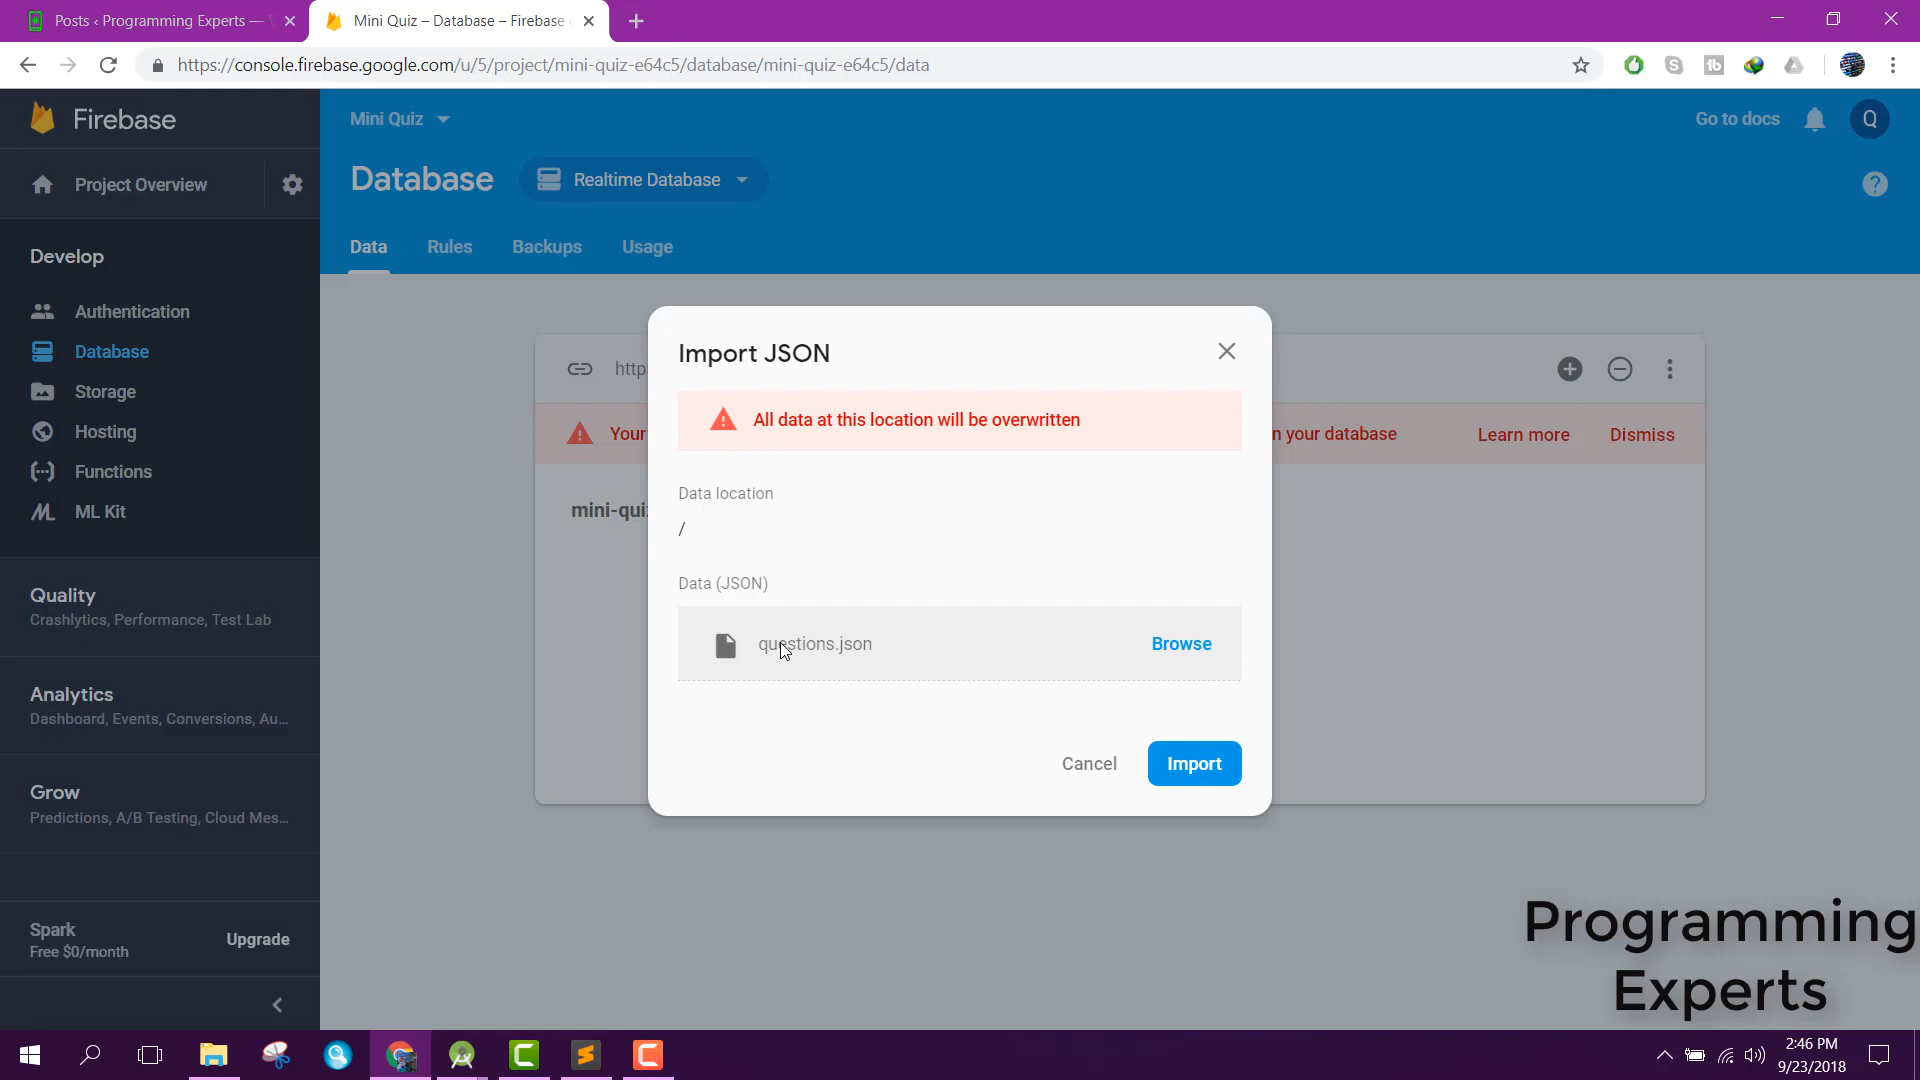 Posts ‹ Programming Experts —
Mini Quiz – Database – Firebase
https://console.firebase.google.com/u/5/project/mini-quiz-e64c5/database/mini-quiz-e64c5/data
Firebase
Mini Quiz
Go to docs
Q
Project Overview
Database
Realtime Database
Data
Rules
Backups
Usage
Develop
Authentication
Database
Storage
Hosting
Functions
ML Kit
Quality
Crashlytics, Performance, Test Lab
Analytics
Dashboard, Events, Conversions, Au...
Grow
Predictions, A/B Testing, Cloud Mes...
Spark
Free $0/month
Upgrade
http
Your
n your database
Learn more
Dismiss
mini-qui
Import JSON
All data at this location will be overwritten
Data location
/
Data (JSON)
questions.json
Browse
Cancel
Import
Programming
Experts
2:46 PM
9/23/2018